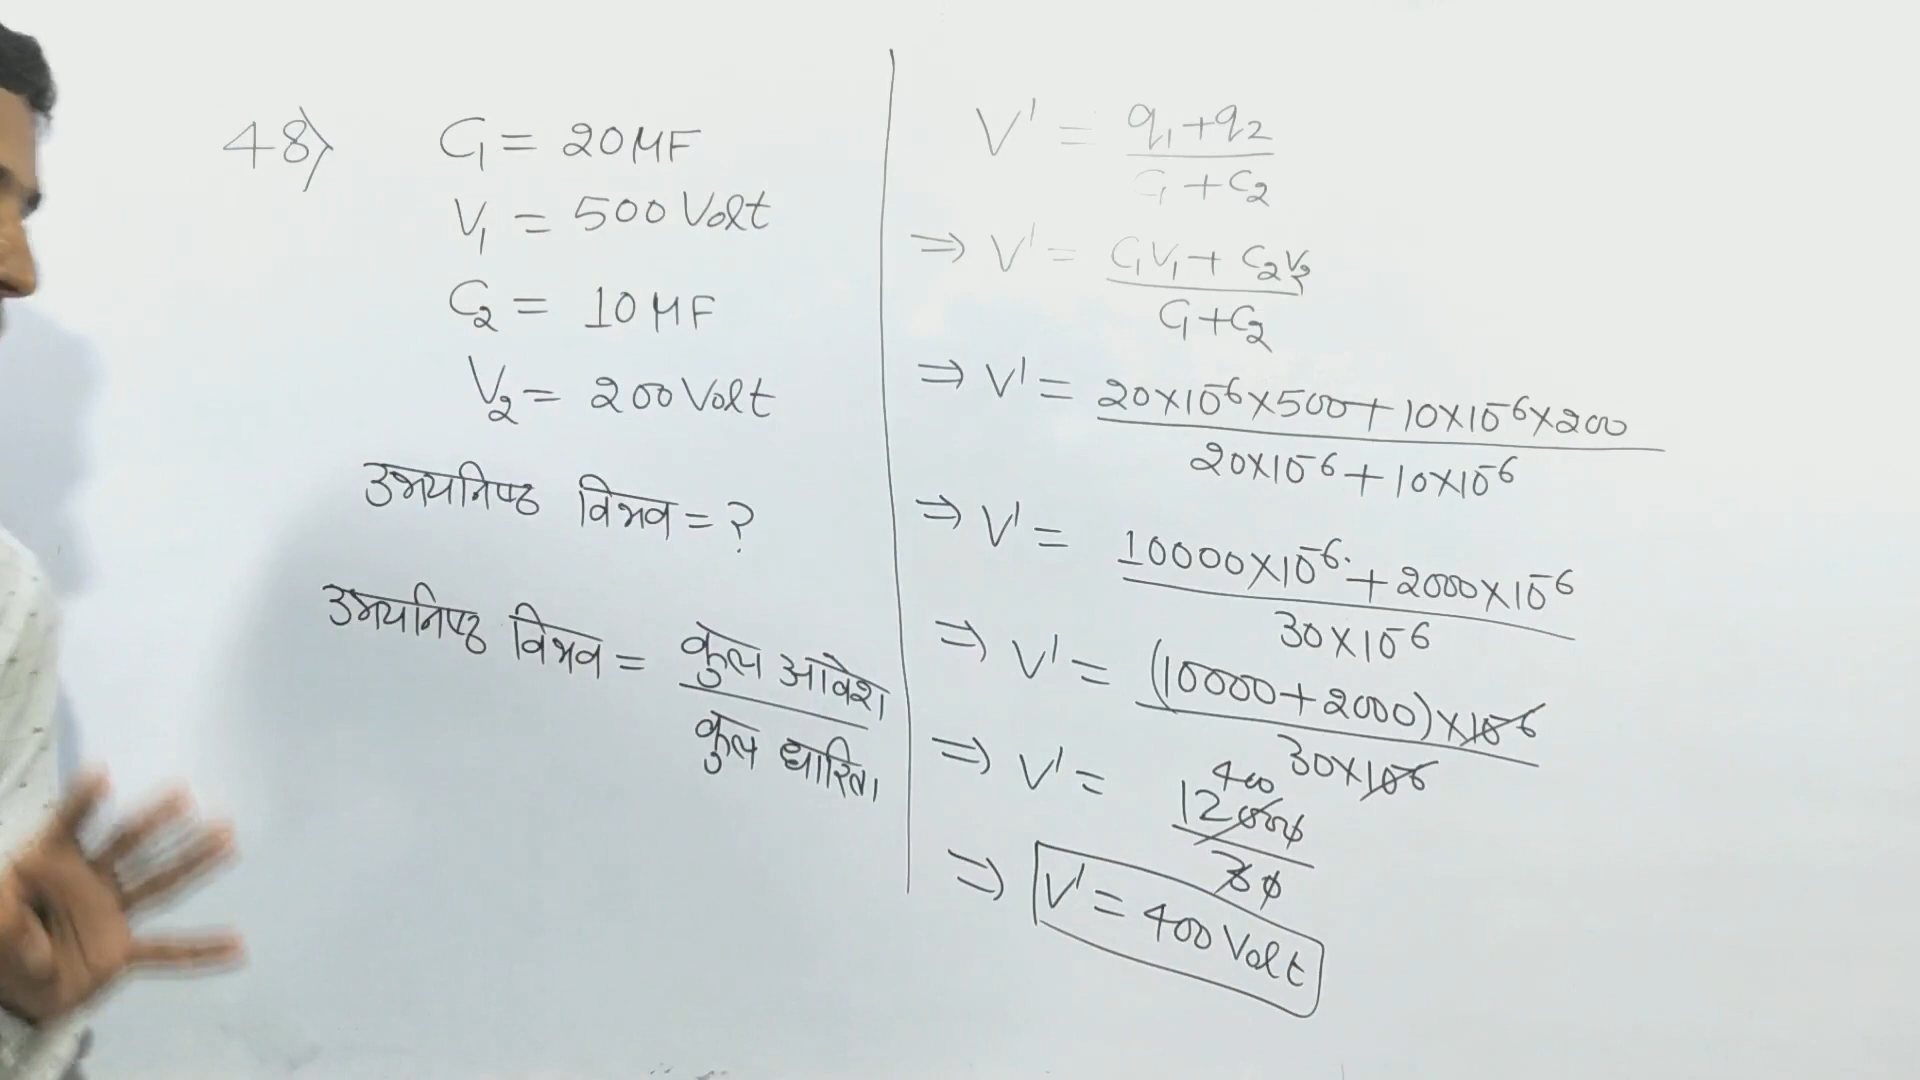 48)
C₁ = 20 μF
V₁ = 500 Volt
C₂ = 10 μF
V₂ = 200 Volt
उभयनिष्ठ विभव = ?
उभयनिष्ठ विभव = कुल आवेश / कुल धारिता
V' = q₁+q₂ / C₁+C₂
⇒ V' = C₁V₁ + C₂V₂ / C₁+C₂
⇒ V' = 20×10⁻⁶×500+10×10⁻⁶×200 / 20×10⁻⁶+10×10⁻⁶
⇒ V' = 10000×10⁻⁶+2000×10⁻⁶ / 30×10⁻⁶
⇒ V' = (10000+2000)×10⁻⁶ / 30×10⁻⁶
400
⇒ V' = 12000 / 30
⇒ V' = 400 Volt